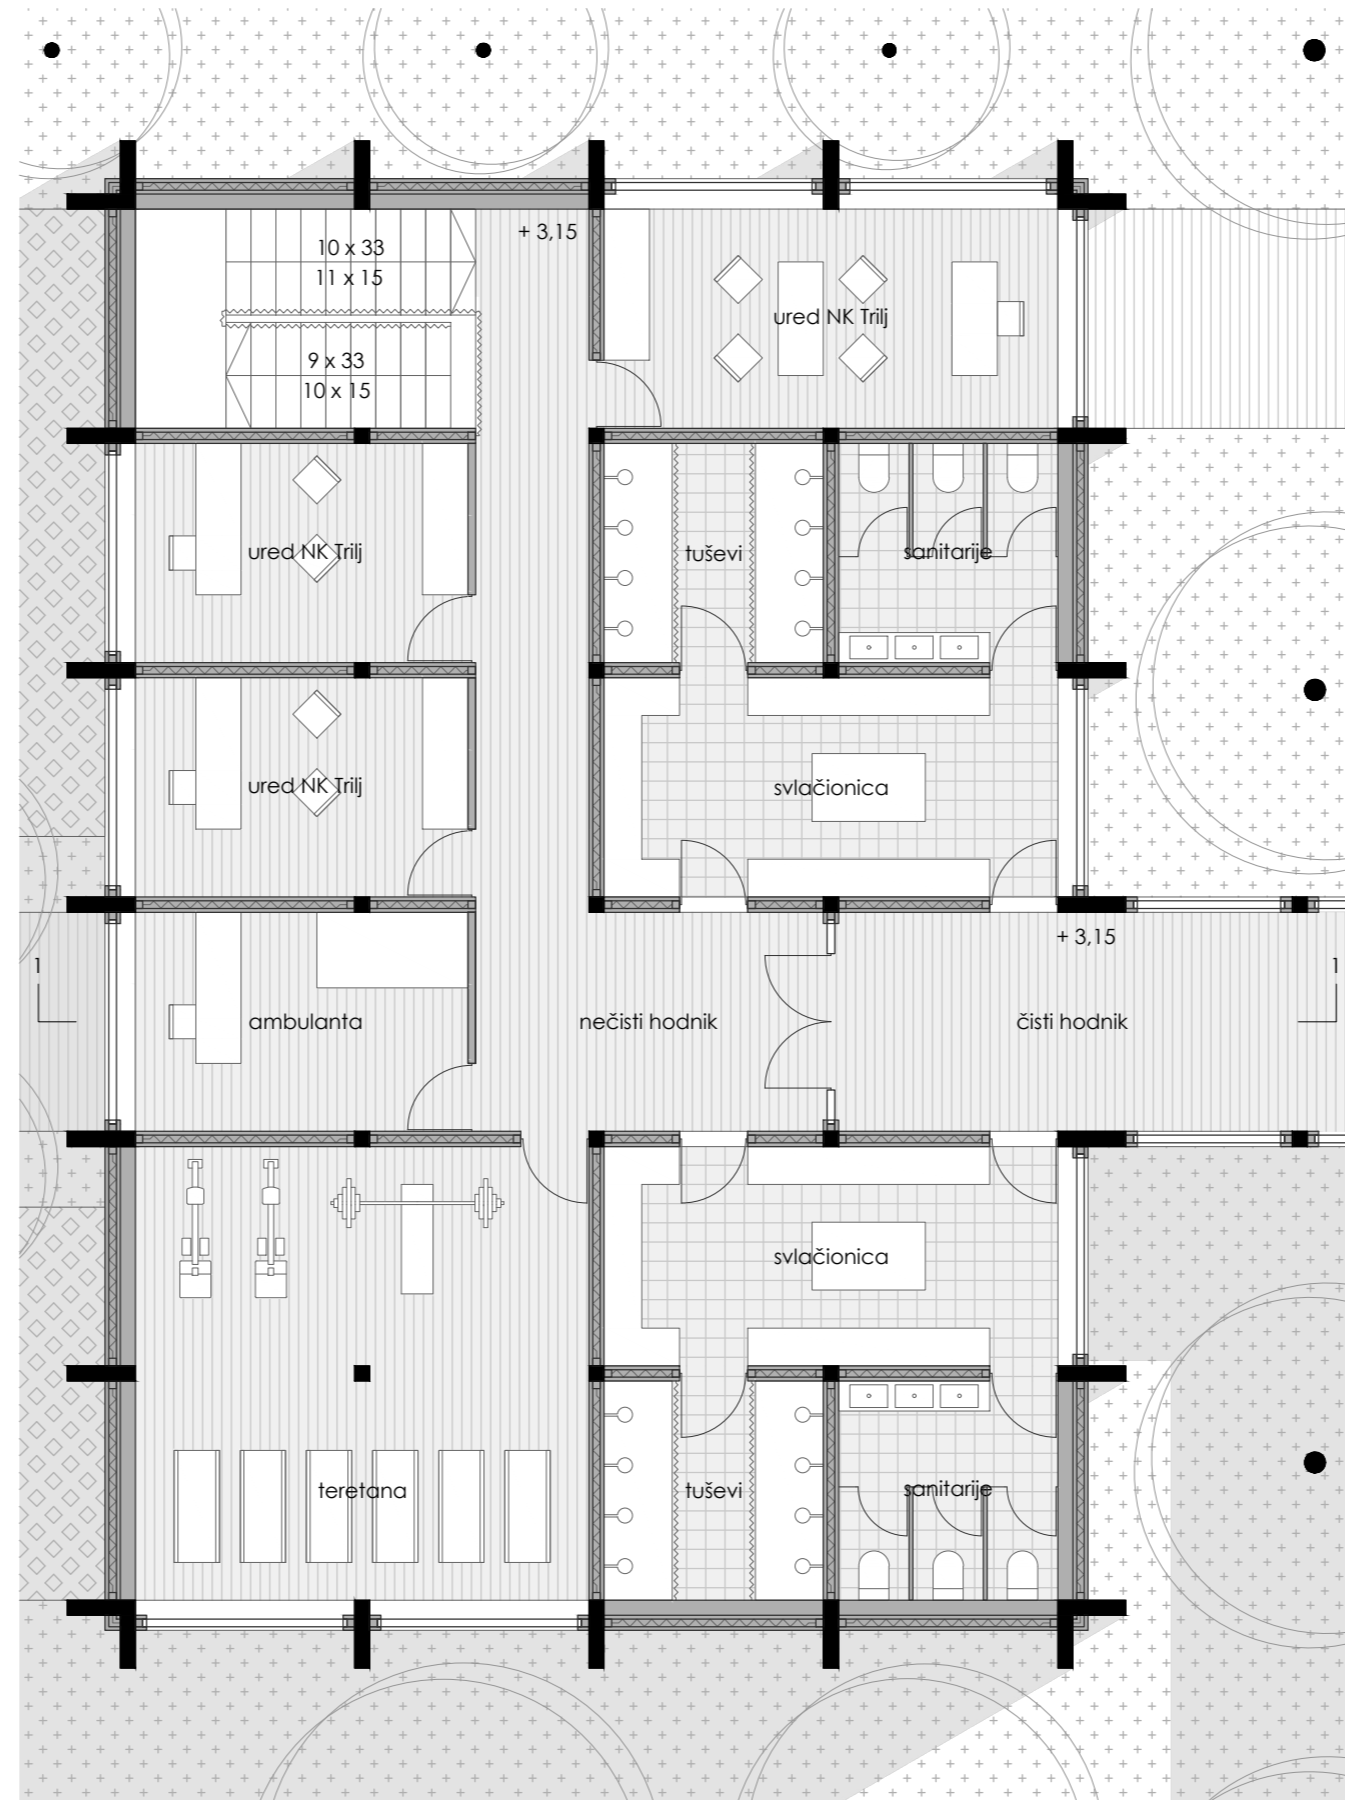 + 3,15
10 x 33
11 x 15
ured NK Trilj
9 x 33
10 x 15
ured NK Trilj
tuševi
sanitarije
ured NK Trilj
svlačionica
+ 3,15
1
1
ambulanta
nečisti hodnik
čisti hodnik
svlačionica
teretana
tuševi
sanitarije